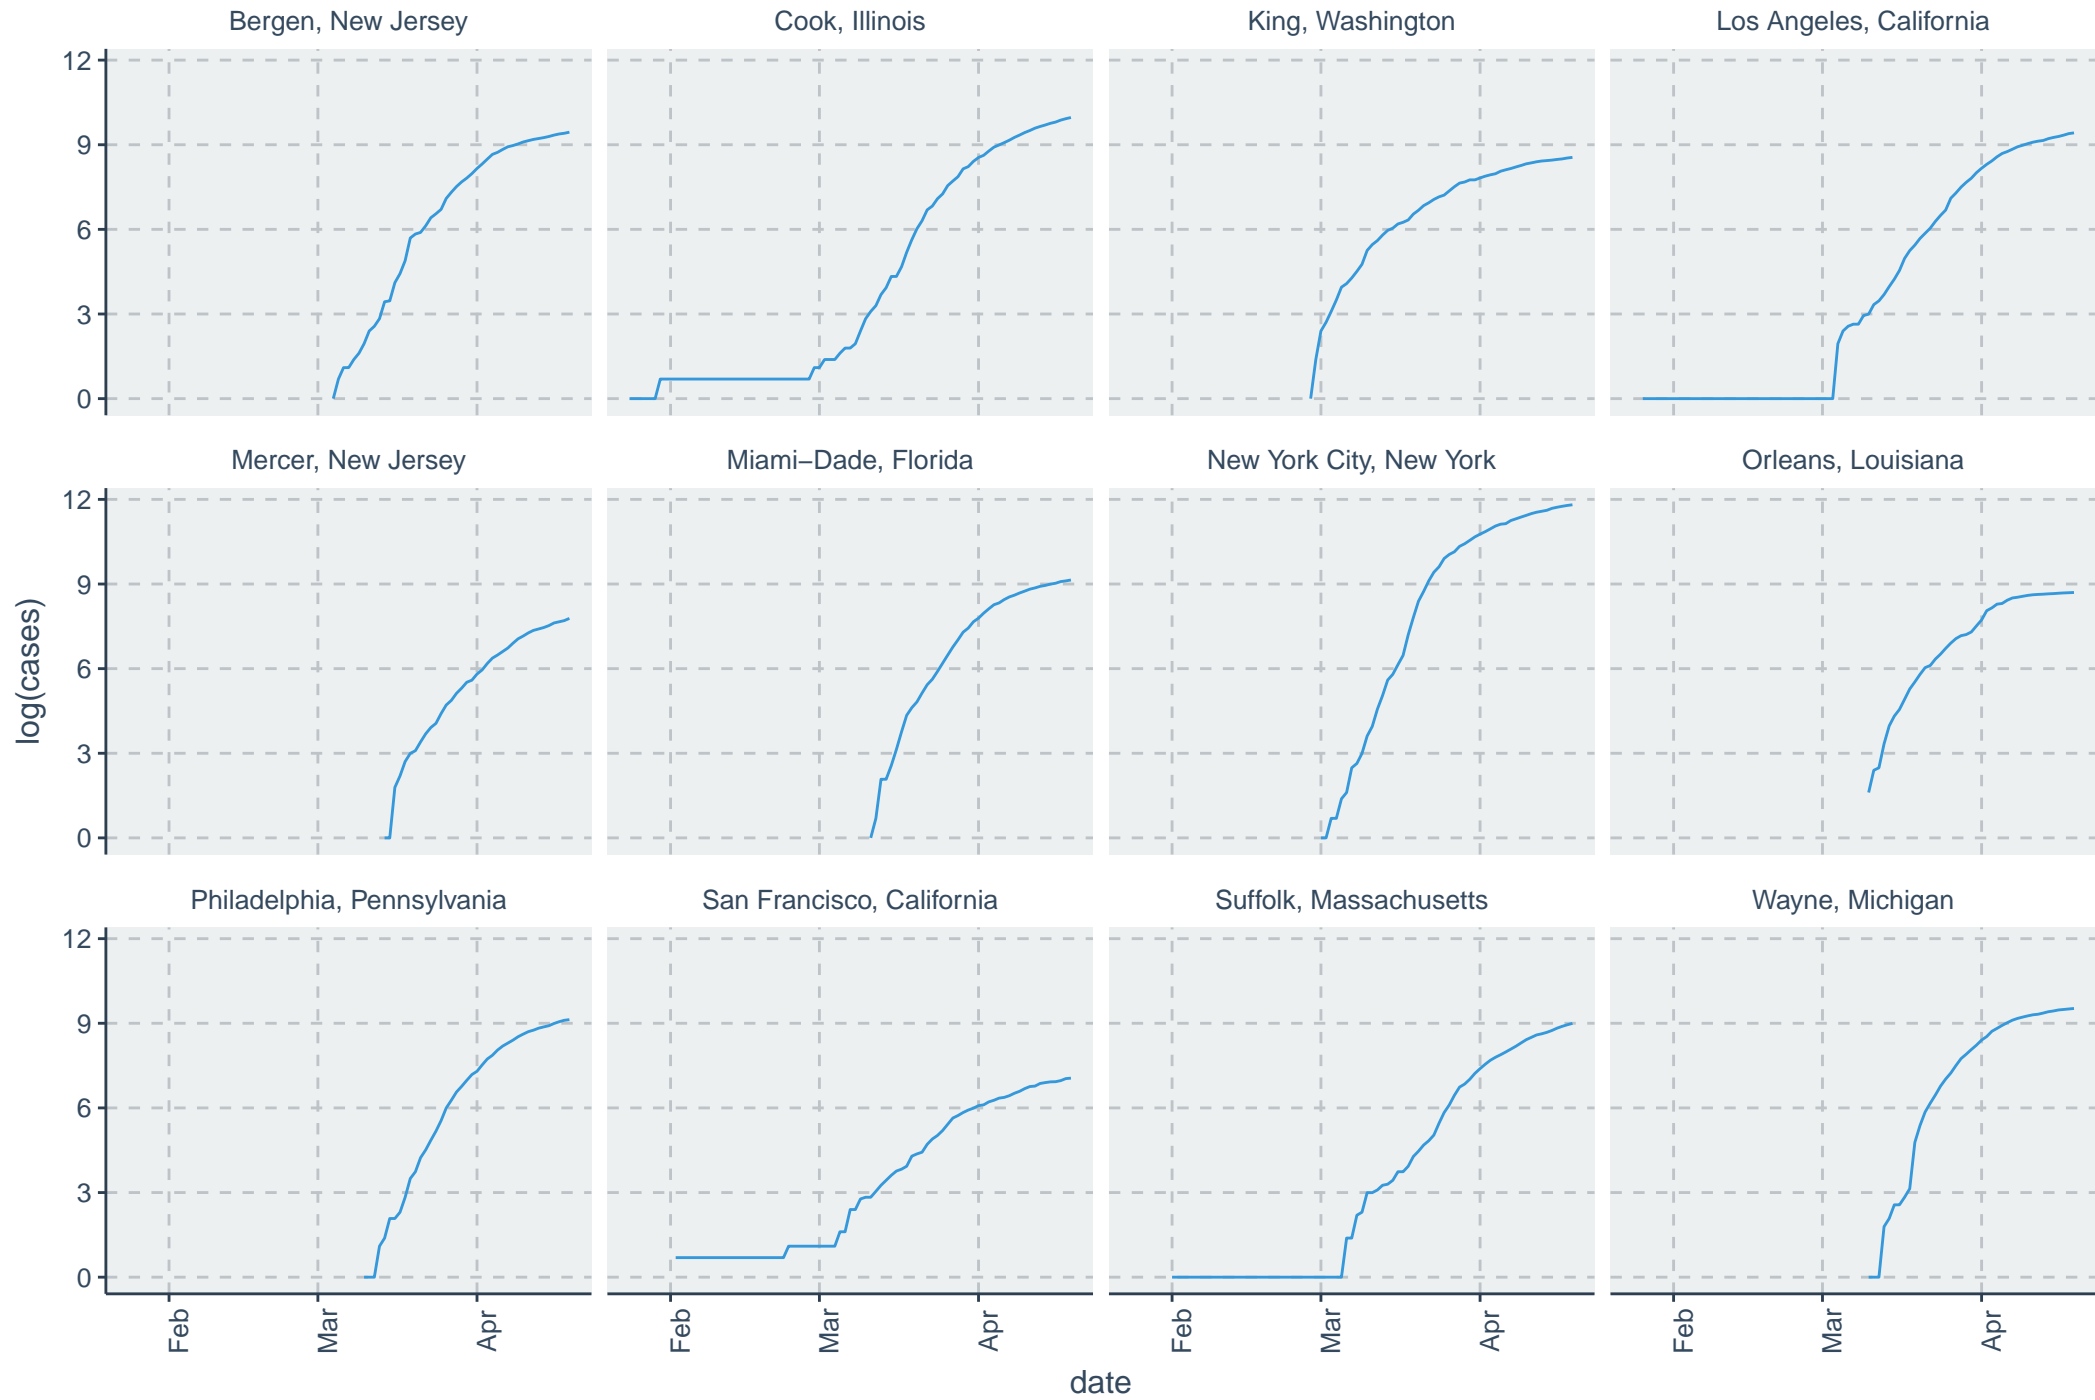 Bergen, New Jersey
Cook, Illinois
King, Washington
Los Angeles, California
12
9
6
3
0
Mercer, New Jersey
Miami−Dade, Florida
New York City, New York
Orleans, Louisiana
12
9
6
3
0
log(cases)
Philadelphia, Pennsylvania
San Francisco, California
Suffolk, Massachusetts
Wayne, Michigan
12
9
6
3
0
Feb
Mar
Apr
Feb
Mar
Apr
Feb
Mar
Apr
Feb
Mar
Apr
date